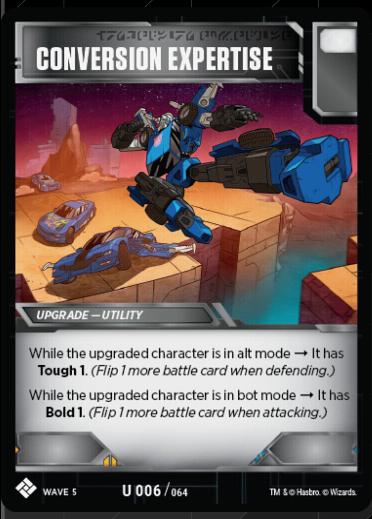 CONVERSION EXPERTISE
UPGRADE — UTILITY
While the upgraded character is in alt mode → It has
Tough 1. (Flip 1 more battle card when defending.)
While the upgraded character is in bot mode → It has
Bold 1. (Flip 1 more battle card when attacking.)
WAVE 5
U 006 / 064
TM & © Hasbro. © Wizards.